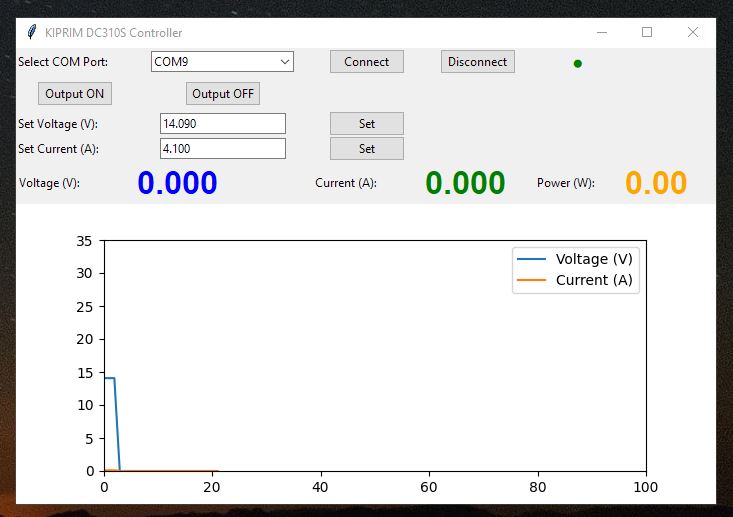 KIPRIM DC310S Controller
Select COM Port: COM9 Connect Disconnect
Output ON Output OFF
Set Voltage (V): 14.090 Set
Set Current (A): 4.100 Set
Voltage (V): 0.000 Current (A): 0.000 Power (W): 0.00
35
Voltage (V)
30
Current (A)
25
20
15
10
5
0
0 20 40 60 80 100